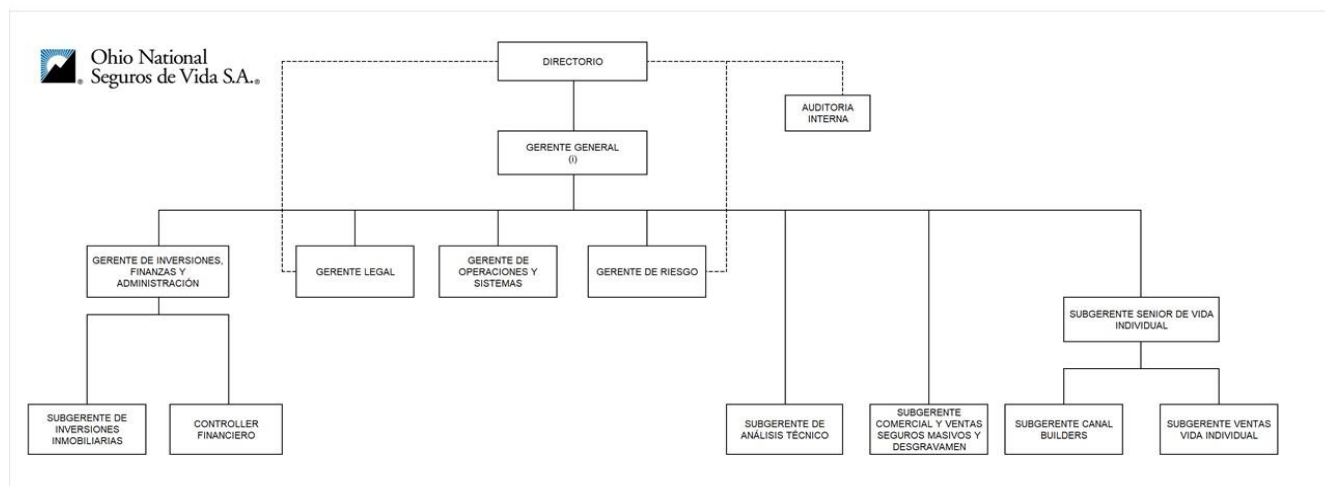 Ohio National
Seguros de Vida S.A.®
DIRECTORIO
AUDITORIA
INTERNA
GERENTE GENERAL
(i)
GERENTE DE INVERSIONES,
FINANZAS Y
ADMINISTRACIÓN
GERENTE LEGAL
GERENTE DE
OPERACIONES Y
SISTEMAS
GERENTE DE RIESGO
SUBGERENTE SENIOR DE VIDA
INDIVIDUAL
SUBGERENTE DE
INVERSIONES
INMOBILIARIAS
CONTROLLER
FINANCIERO
SUBGERENTE DE
ANÁLISIS TÉCNICO
SUBGERENTE
COMERCIAL Y VENTAS
SEGUROS MASIVOS Y
DESGRAVAMEN
SUBGERENTE CANAL
BUILDERS
SUBGERENTE VENTAS
VIDA INDIVIDUAL